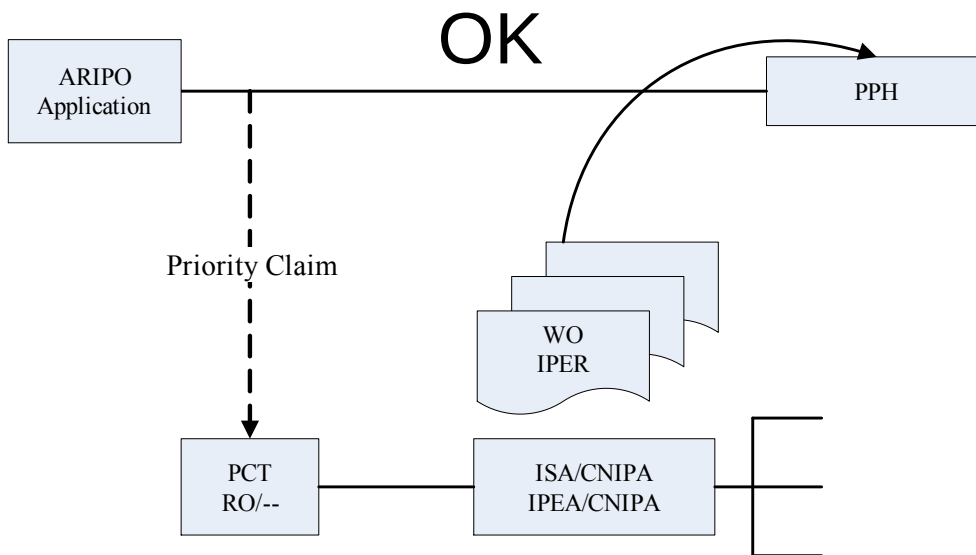 OK
ARIPO
Application
PPH
Priority Claim
WO
IPER
PCT
RO/--
ISA/CNIPA
IPEA/CNIPA